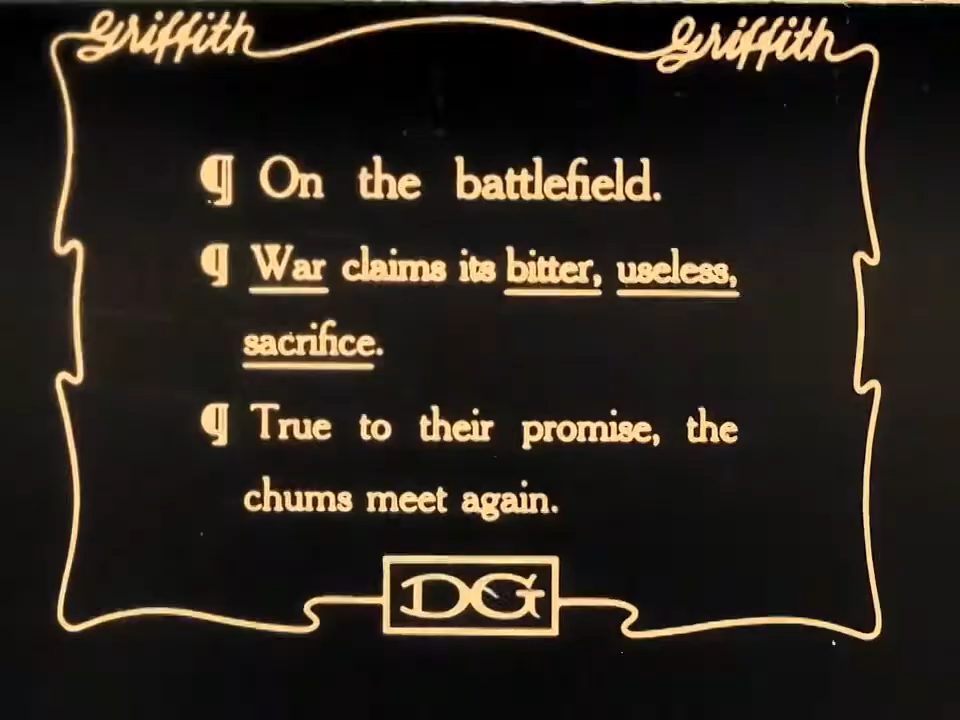 Griffith Griffith
¶ On the battlefield.
¶ War claims its bitter, useless,
sacrifice.
¶ True to their promise, the
chums meet again.
DG